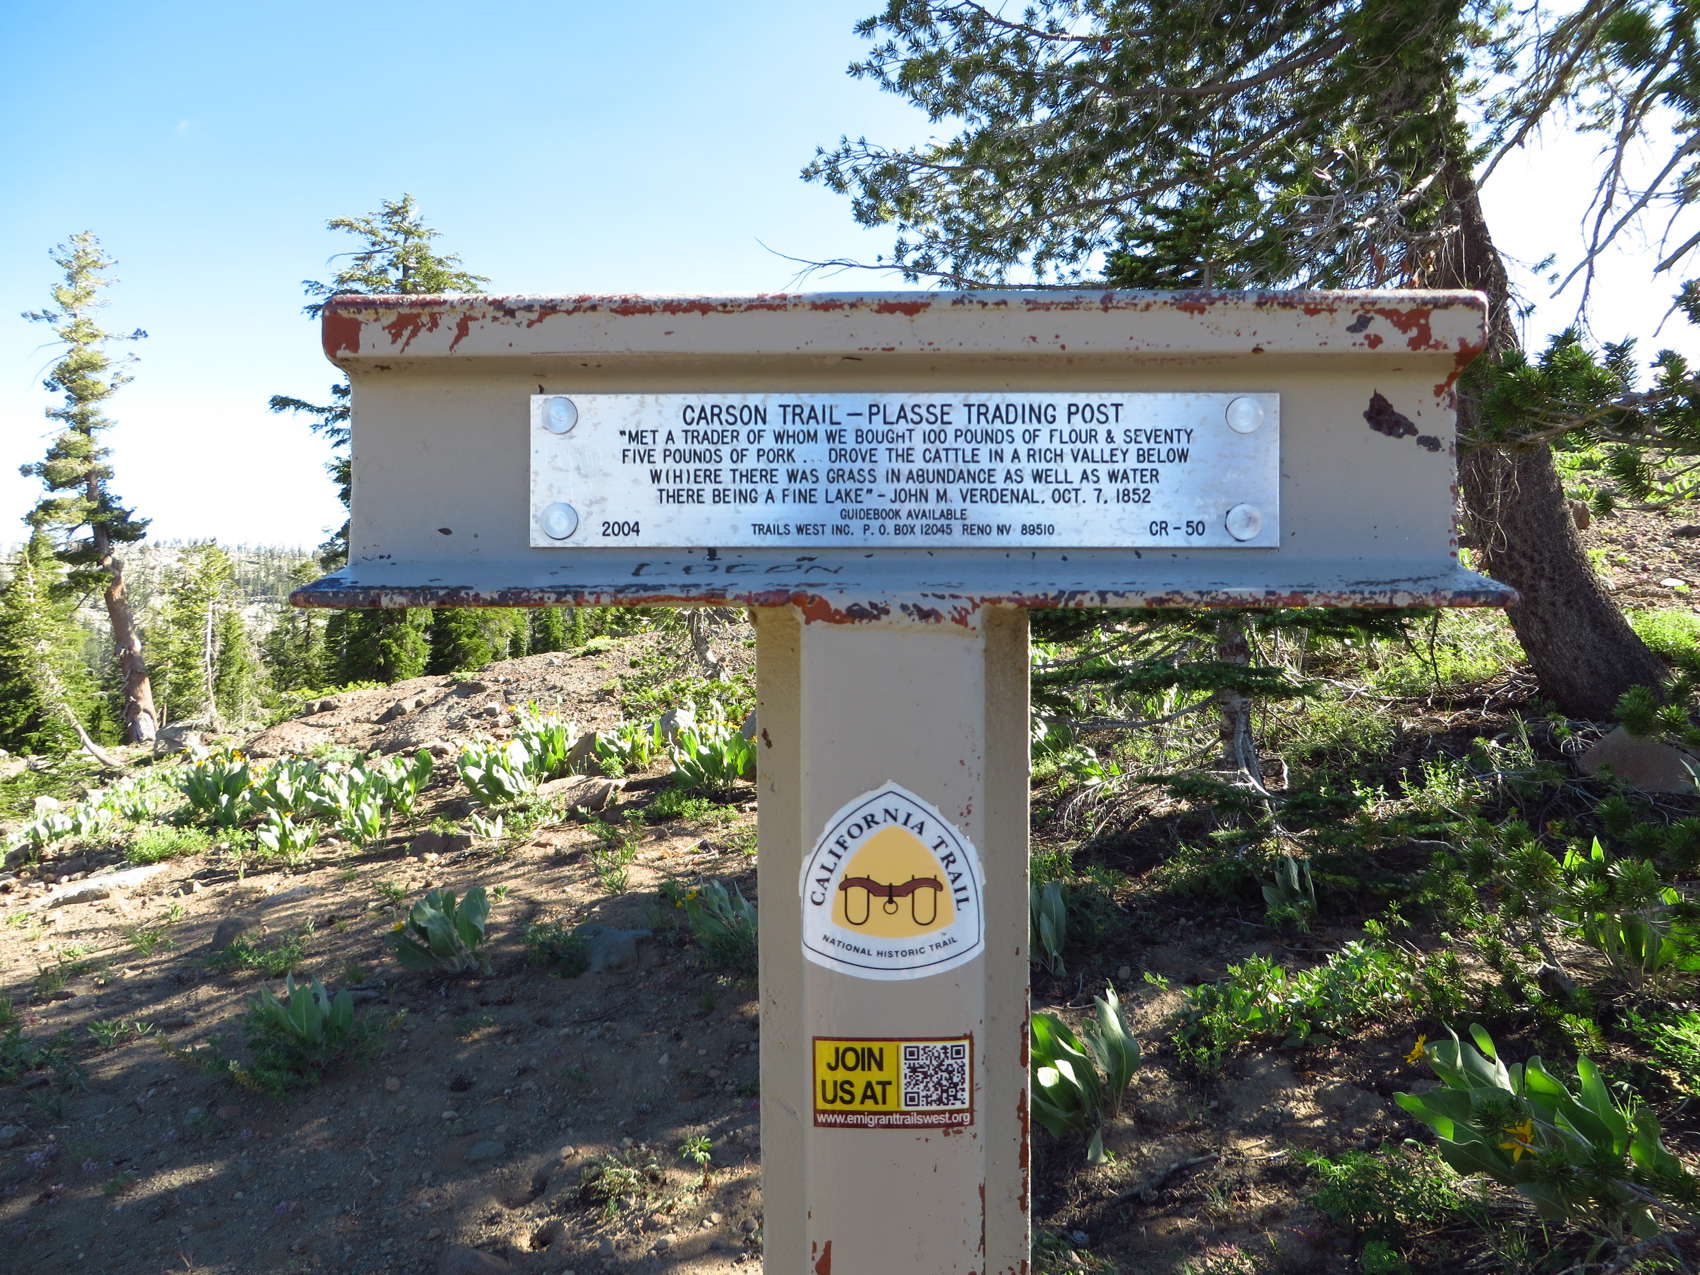 CARSON TRAIL – PLASSE TRADING POST
"MET A TRADER OF WHOM WE BOUGHT 100 POUNDS OF FLOUR & SEVENTY
FIVE POUNDS OF PORK ... DROVE THE CATTLE IN A RICH VALLEY BELOW
W(H)ERE THERE WAS GRASS IN ABUNDANCE AS WELL AS WATER
THERE BEING A FINE LAKE" – JOHN M. VERDENAL, OCT. 7, 1852
GUIDEBOOK AVAILABLE
2004 TRAILS WEST INC. P. O. BOX 12045 RENO NV 89510 CR – 50
CALIFORNIA TRAIL
NATIONAL HISTORIC TRAIL
JOIN
US AT
www.emigranttrailswest.org